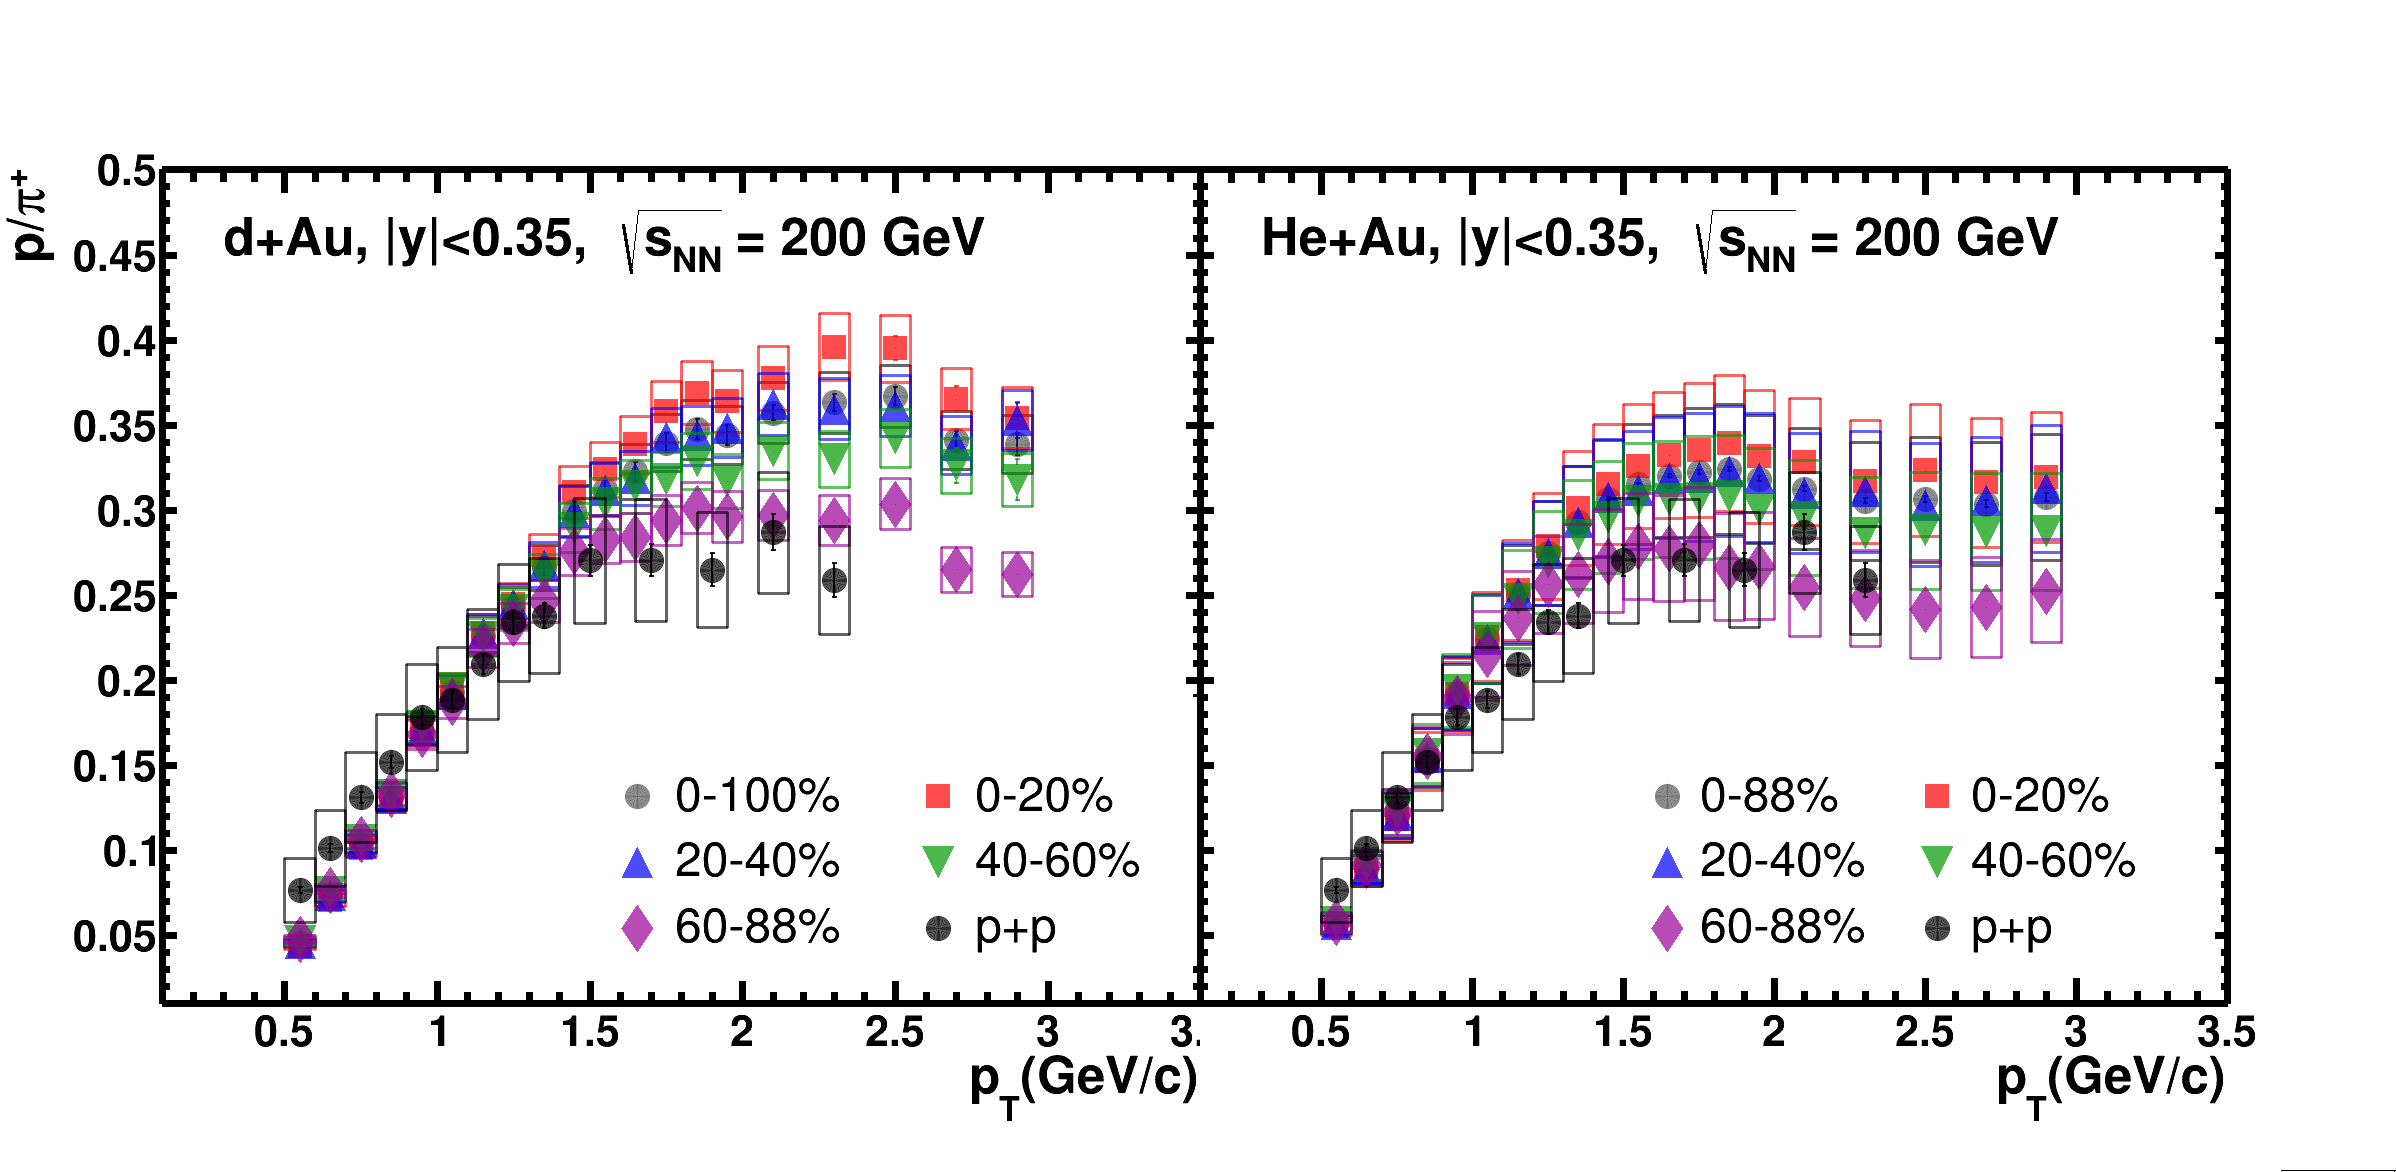 p/π+
0.5
0.45
0.4
0.35
0.3
0.25
0.2
0.15
0.1
0.05
d+Au, |y|<0.35, √sNN = 200 GeV
0-100% 0-20%
20-40% 40-60%
60-88% p+p
0.5 1 1.5 2 2.5 3 3.
pT(GeV/c)
He+Au, |y|<0.35, √sNN = 200 GeV
0-88% 0-20%
20-40% 40-60%
60-88% p+p
0.5 1 1.5 2 2.5 3 3.5
pT(GeV/c)